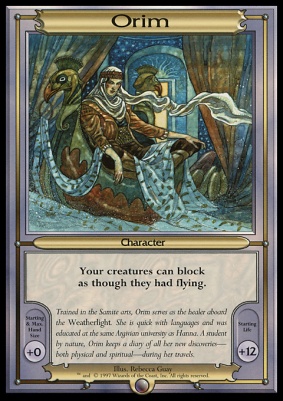 Orim
Character
Your creatures can block
as though they had flying.
Trained in the Samite arts, Orim serves as the healer aboard
the Weatherlight. She is quick with languages and was
educated at the same Argivian university as Hanna. A student
by nature, Orim keeps a diary of all her new discoveries—
both physical and spiritual—during her travels.
Starting
& Max.
Hand
Size
+0
Starting
Life
+12
Illus. Rebecca Guay
™ and © 1997 Wizards of the Coast, Inc. All rights reserved.